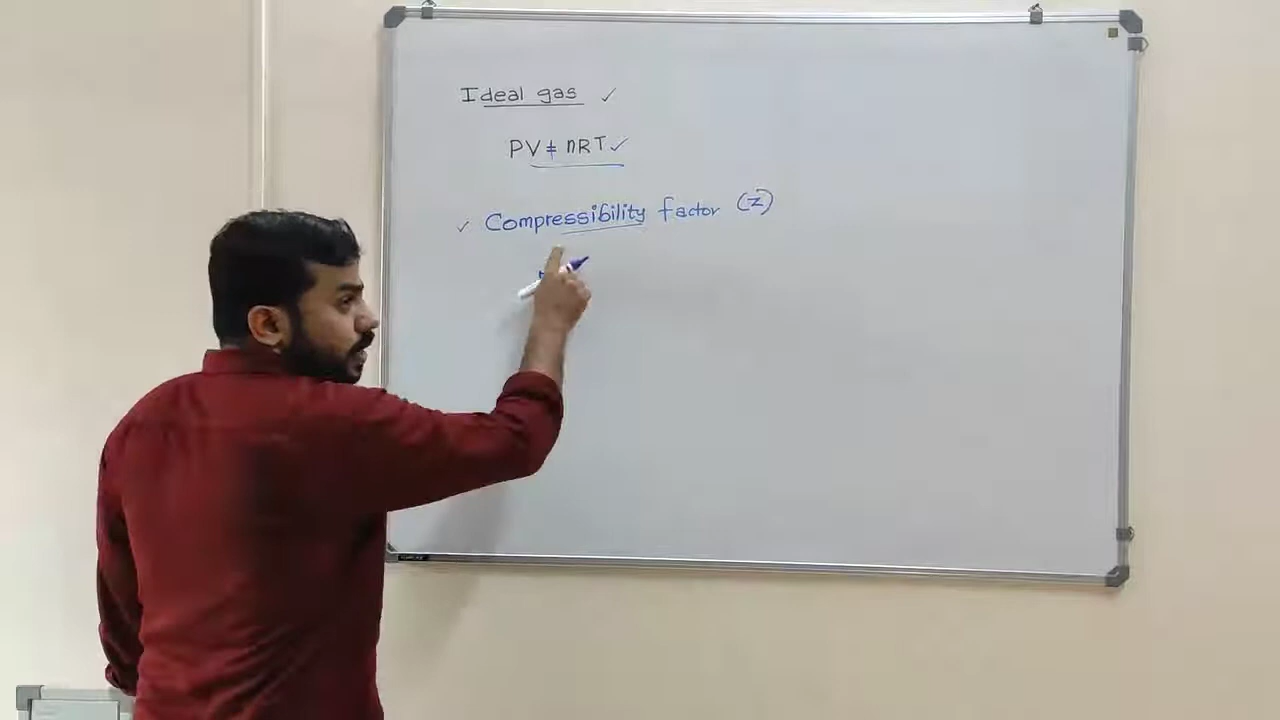 Ideal gas ✓
PV ≠ nRT ✓
✓ Compressibility factor (z)